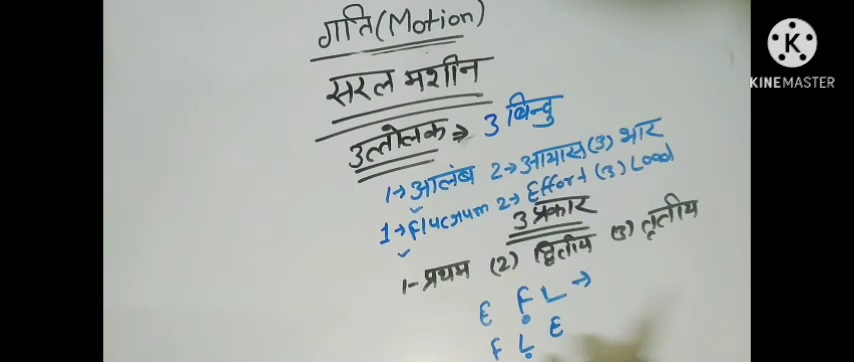 गति (Motion)
सरल मशीन
उत्तोलक ⇒ 3 बिन्दु
1→ आलंब 2→ आयास (3) भार
1→ Flucrum 2→ Effort (3) Load
3 प्रकार
1- प्रथम (2) द्वितीय (3) तृतीय
E F L →
F L E
K
KINEMASTER